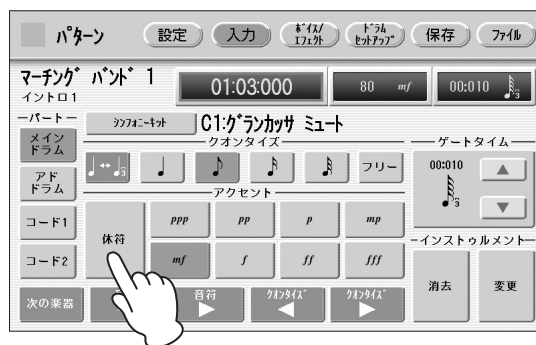 パターン 設定 入力 ボイス/エフェクト ドラムセットアップ 保存 ファイル
マーチングバンド 1 01:03:000 80 mf 00:010 3
イントロ1
パート シンフォニーキット C1:グランカッサ ミュート
クオンタイズ ゲートタイム
メインドラム 3 フリー 00:010
アドドラム アクセント 3
コード1 休符 ppp pp p mp
インストゥルメント
コード2 mf f ff fff 消去 変更
次の楽器 音符 クオンタイズ クオンタイズ